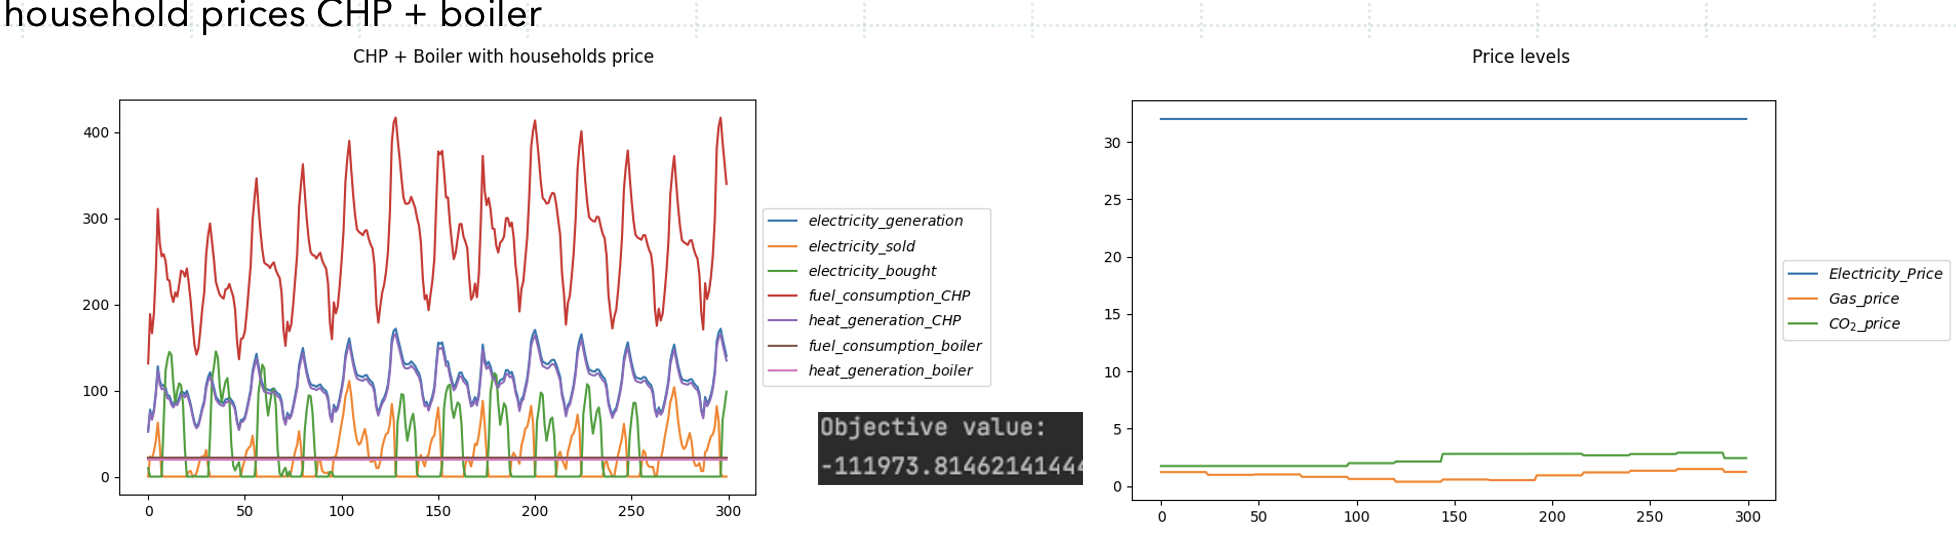 household prices CHP + boiler
CHP + Boiler with households price
400
300
200
100
0
0 50 100 150 200 250 300
electricity_generation
electricity_sold
electricity_bought
fuel_consumption_CHP
heat_generation_CHP
fuel_consumption_boiler
heat_generation_boiler
Objective value:
-111973.81462141444
Price levels
30
25
20
15
10
5
0
0 50 100 150 200 250 300
Electricity_Price
Gas_price
CO₂_price